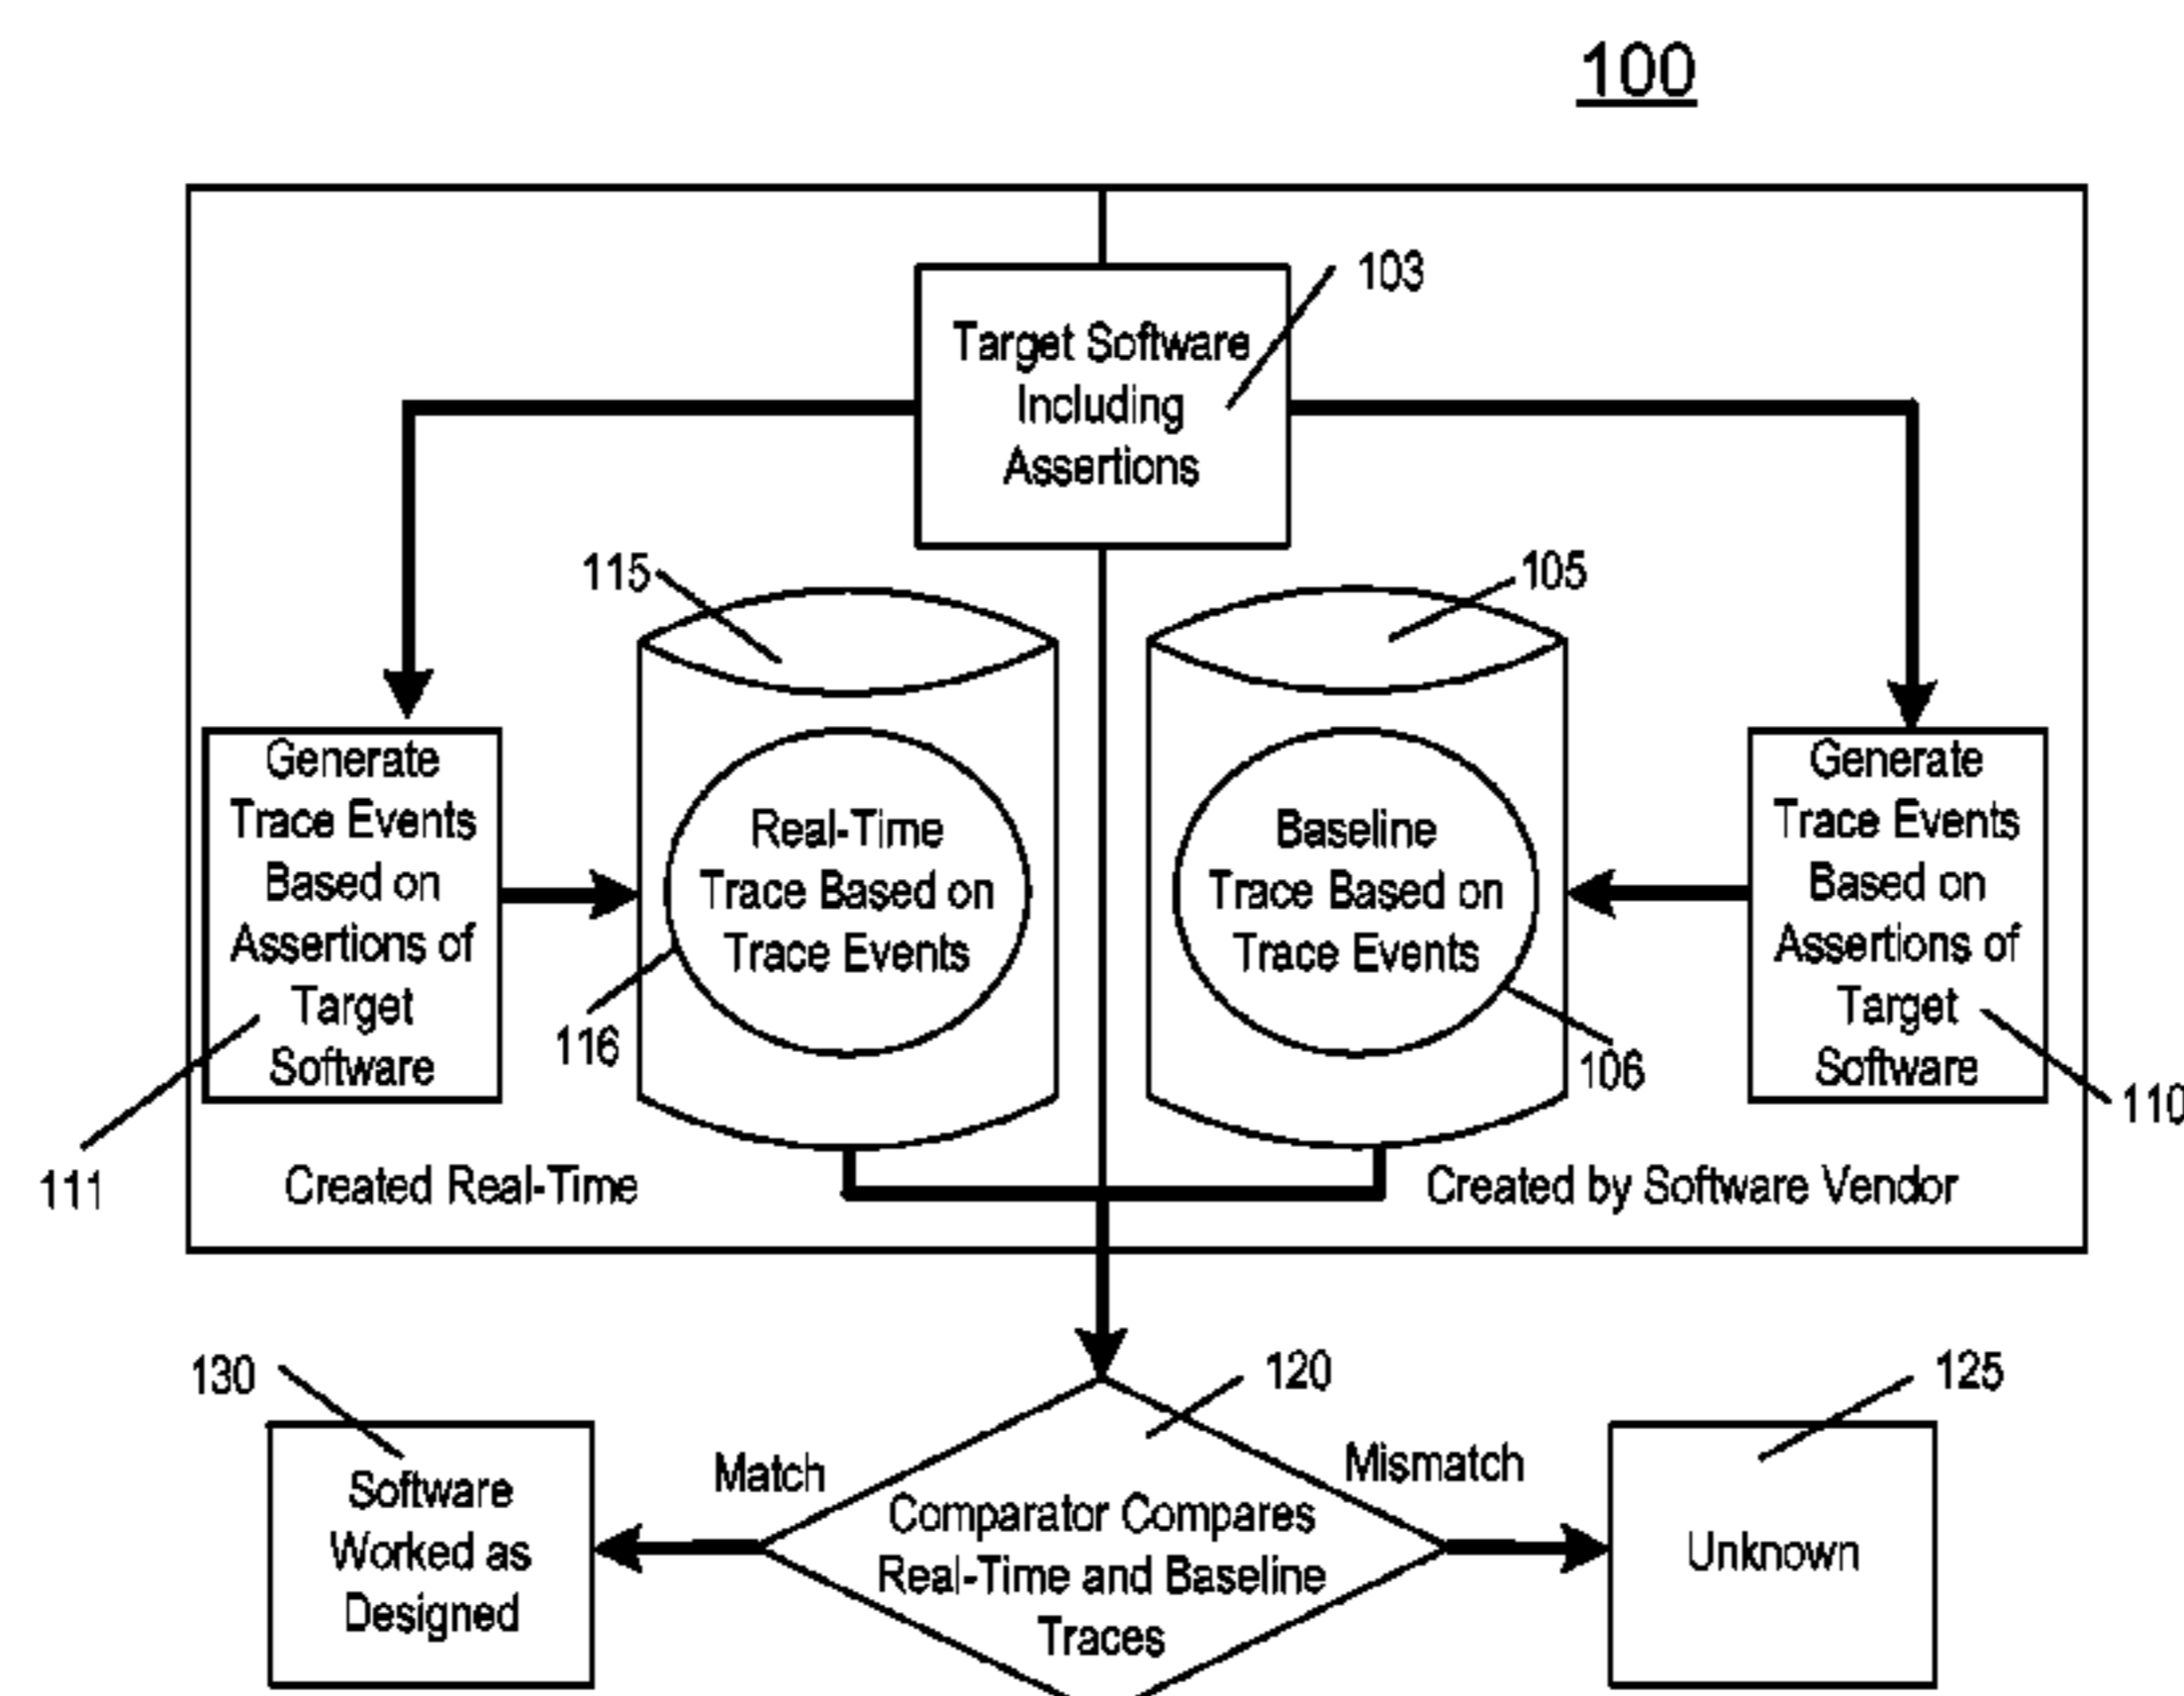 100
103
Target Software
Including
Assertions
115
105
Generate
Trace Events
Based on
Assertions of
Target
Software
Real-Time
Trace Based on
Trace Events
Baseline
Trace Based on
Trace Events
Generate
Trace Events
Based on
Assertions of
Target
Software
116
106
110
111
Created Real-Time
Created by Software Vendor
130
120
125
Match
Mismatch
Software
Worked as
Designed
Comparator Compares
Real-Time and Baseline
Traces
Unknown